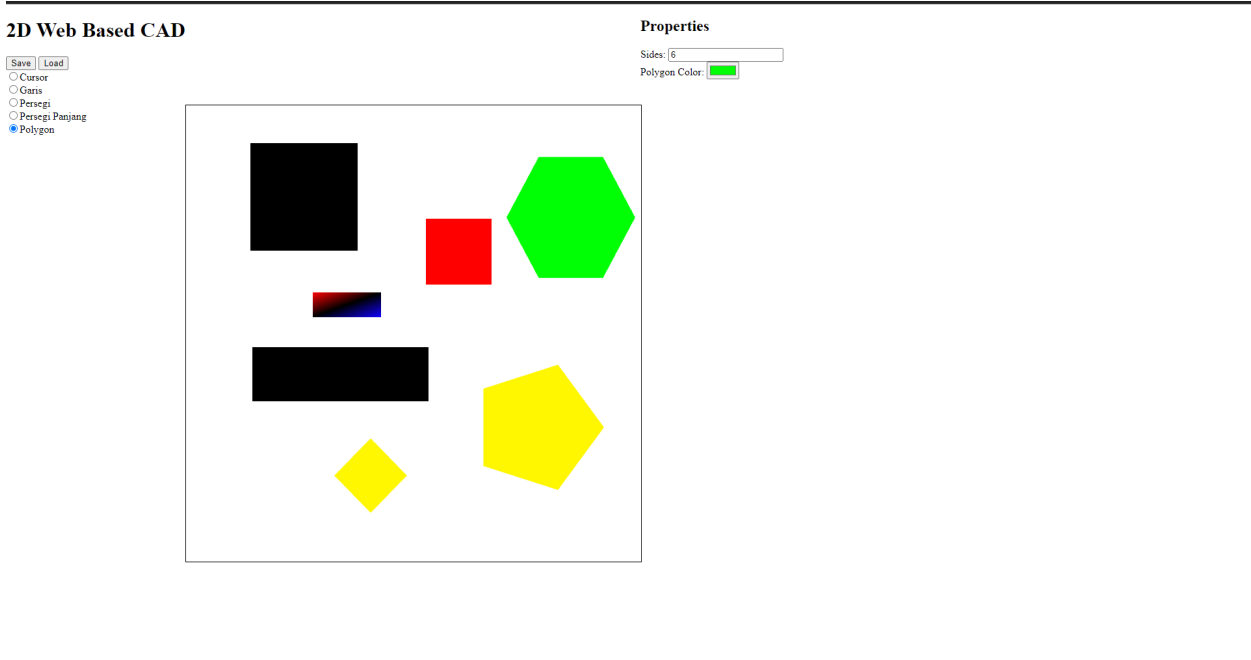 2D Web Based CAD
Save Load
Cursor
Garis
Persegi
Persegi Panjang
Polygon
Properties
Sides: 6
Polygon Color: